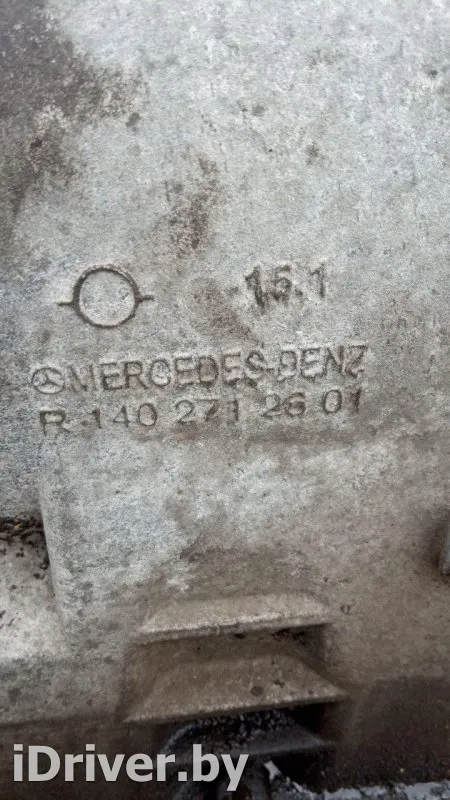 15.1
MERCEDES-BENZ
R 140 271 26 01
iDriver.by